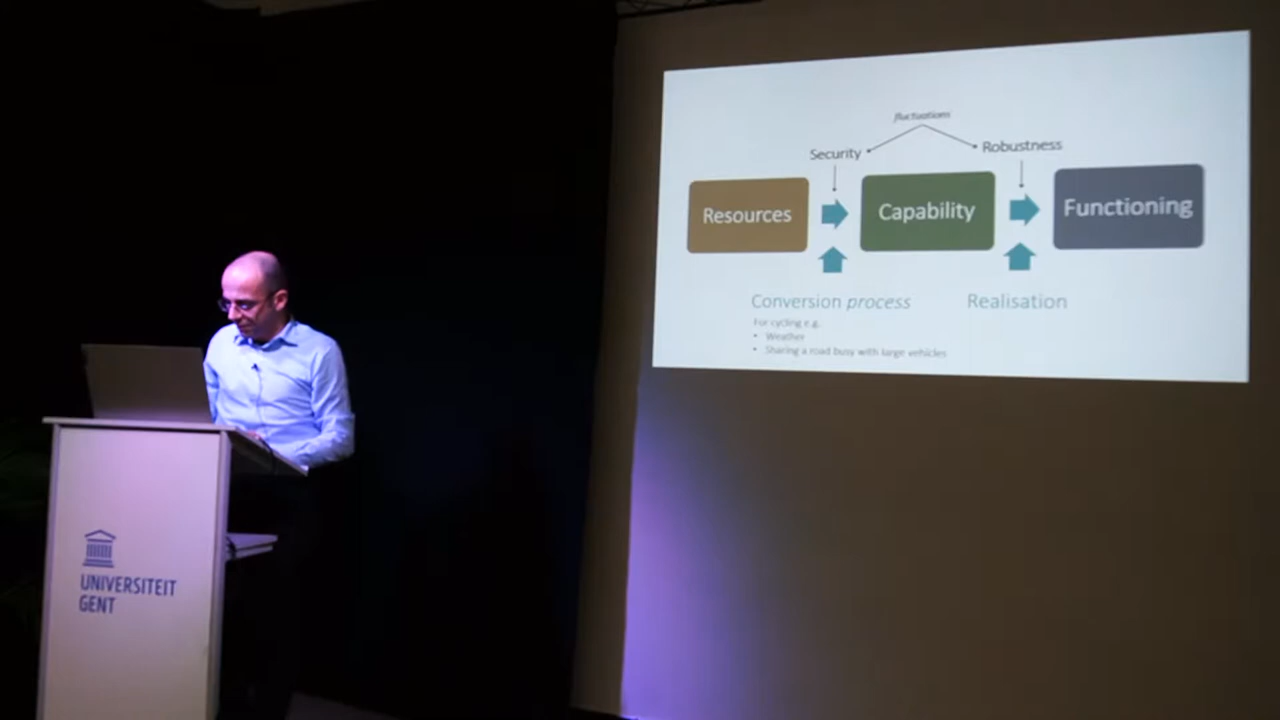 fluctuations
Security
Robustness
Resources
Capability
Functioning
Conversion process
Realisation
For cycling e.g.
• Weather
• Sharing a road busy with large vehicles
UNIVERSITEIT
GENT